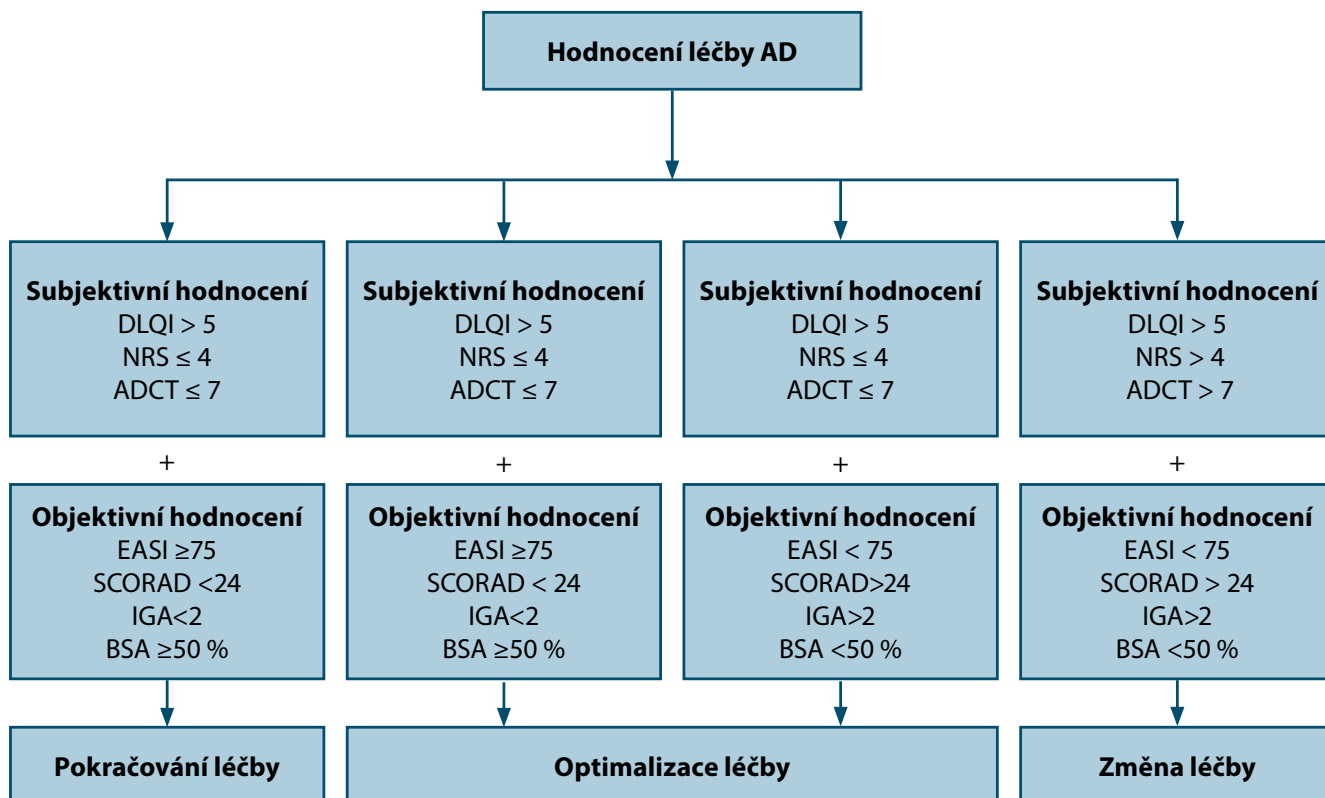 Hodnocení léčby AD
Subjektivní hodnocení
DLQI > 5
NRS ≤ 4
ADCT ≤ 7
Subjektivní hodnocení
DLQI > 5
NRS ≤ 4
ADCT ≤ 7
Subjektivní hodnocení
DLQI > 5
NRS ≤ 4
ADCT ≤ 7
Subjektivní hodnocení
DLQI > 5
NRS > 4
ADCT > 7
+
+
+
+
Objektivní hodnocení
EASI ≥75
SCORAD <24
IGA<2
BSA ≥50 %
Objektivní hodnocení
EASI ≥75
SCORAD < 24
IGA<2
BSA ≥50 %
Objektivní hodnocení
EASI < 75
SCORAD>24
IGA>2
BSA <50 %
Objektivní hodnocení
EASI < 75
SCORAD > 24
IGA>2
BSA <50 %
Pokračování léčby
Optimalizace léčby
Změna léčby